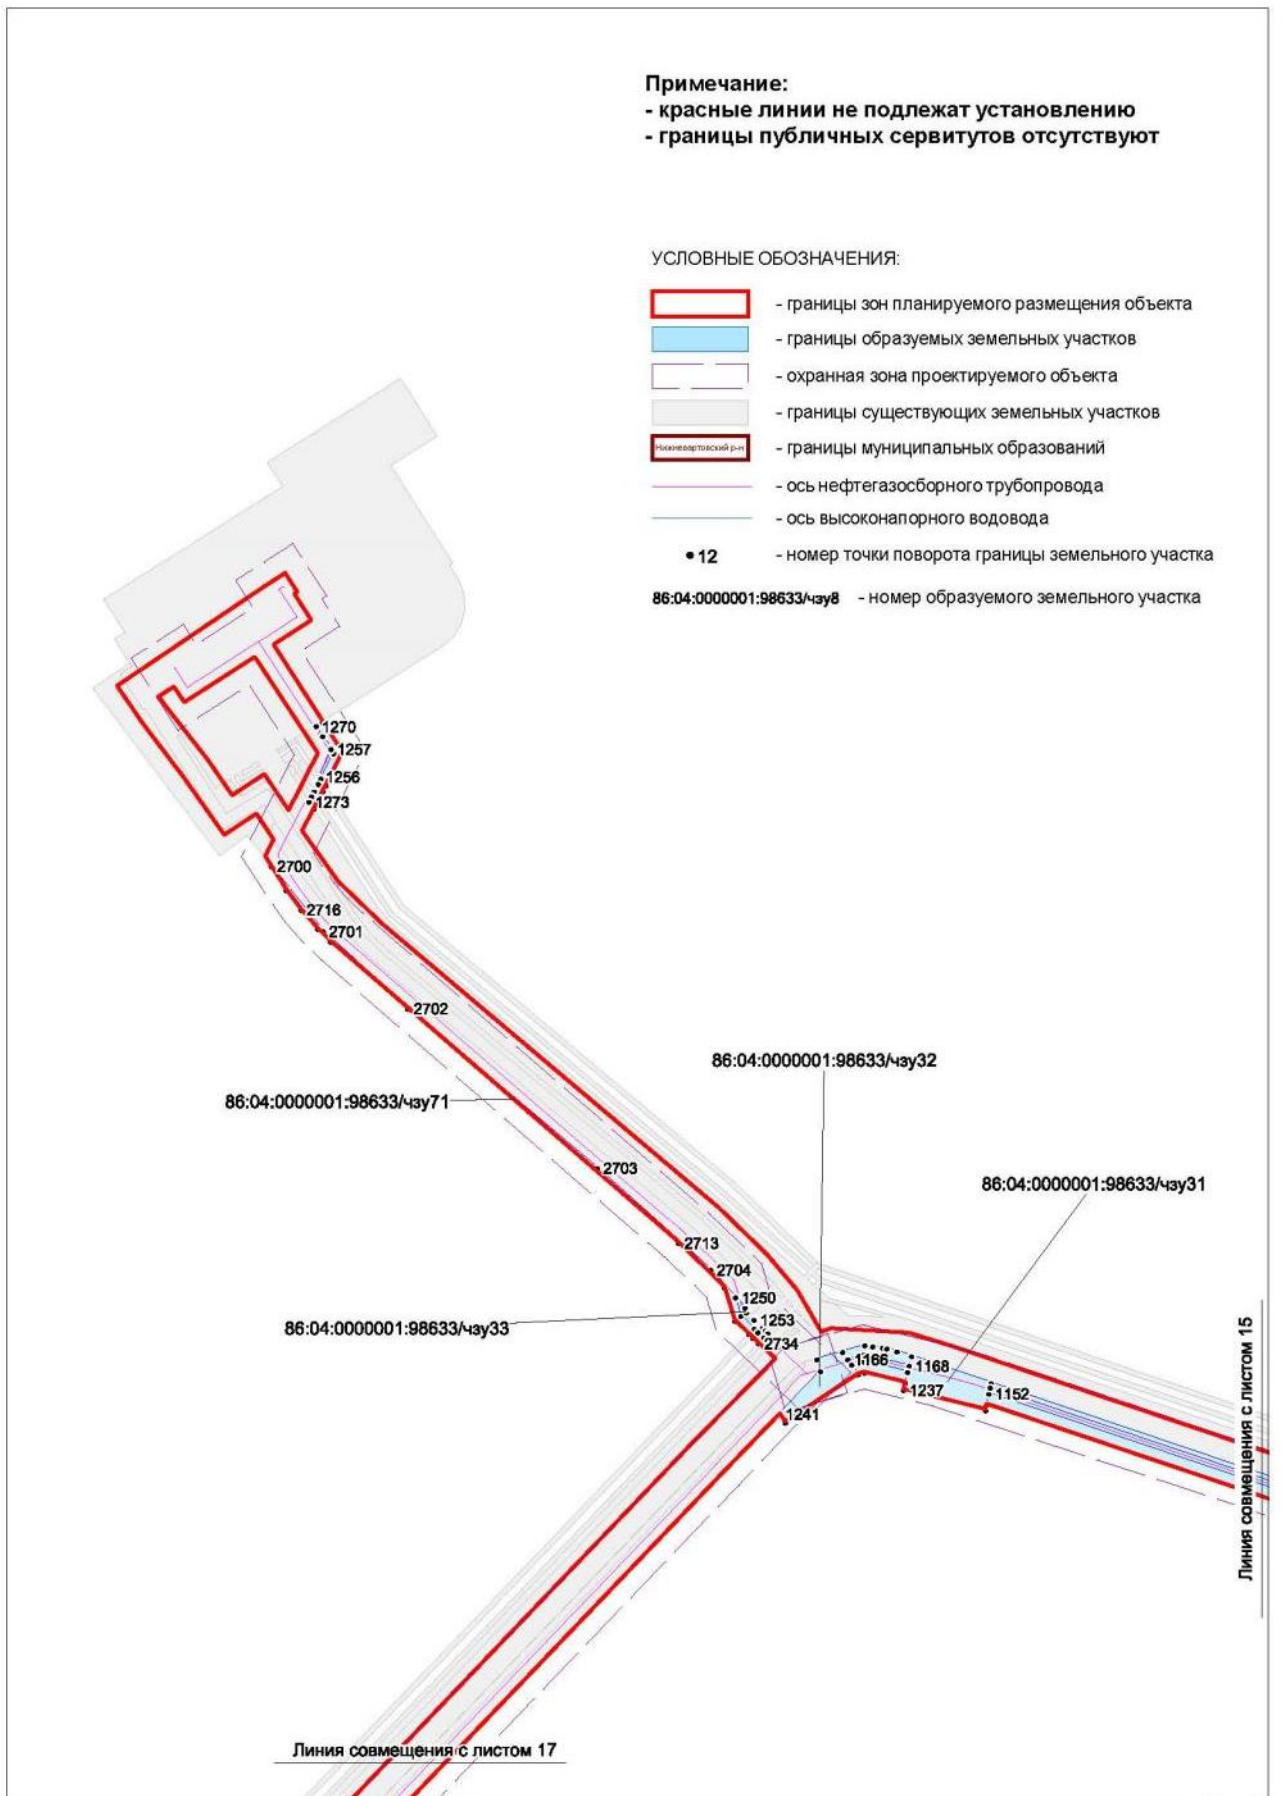 Примечание:
- красные линии не подлежат установлению
- границы публичных сервитутов отсутствуют
УСЛОВНЫЕ ОБОЗНАЧЕНИЯ:
- границы зон планируемого размещения объекта
- границы образуемых земельных участков
- охранная зона проектируемого объекта
- границы существующих земельных участков
Нижневартовский р-н
- границы муниципальных образований
- ось нефтегазосборного трубопровода
- ось высоконапорного водовода
12
- номер точки поворота границы земельного участка
86:04:0000001:98633/чзу8
- номер образуемого земельного участка
1270
1257
1256
1273
2700
2716
2701
2702
86:04:0000001:98633/чзу32
86:04:0000001:98633/чзу71
2703
86:04:0000001:98633/чзу31
2713
2704
1250
1253
86:04:0000001:98633/чзу33
2734
1166
1168
1237
1152
1241
Линия совмещения с листом 15
Линия совмещения с листом 17